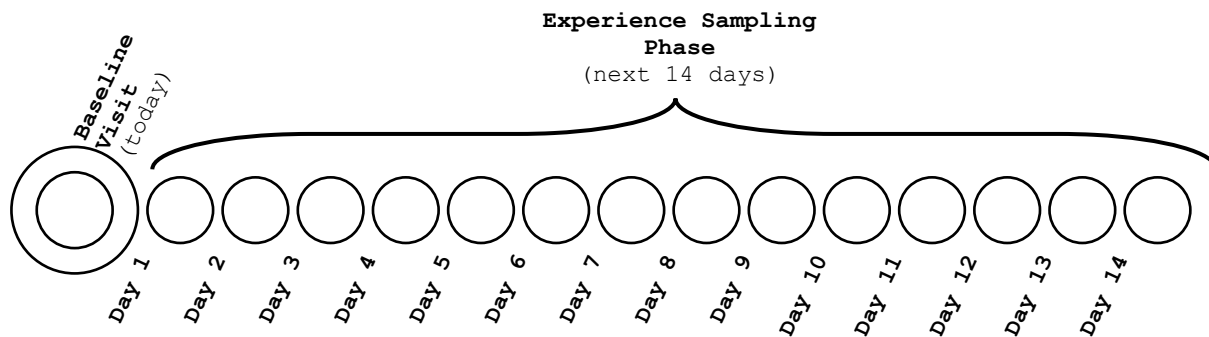 Experience Sampling
Phase
(next 14 days)
Baseline
Visit
(today)
Day 1
Day 2
Day 3
Day 4
Day 5
Day 6
Day 7
Day 8
Day 9
Day 10
Day 11
Day 12
Day 13
Day 14